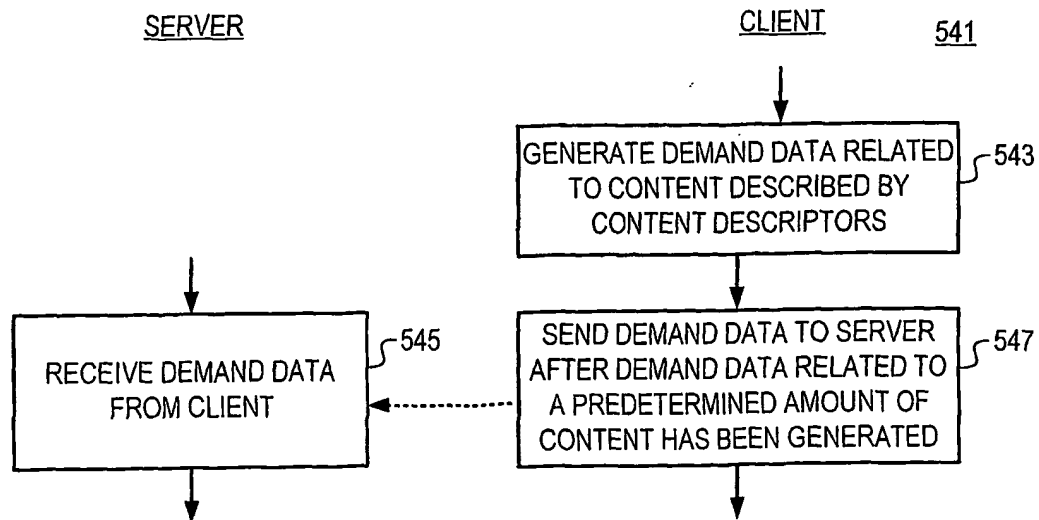 SERVER
CLIENT
541
GENERATE DEMAND DATA RELATED
TO CONTENT DESCRIBED BY
CONTENT DESCRIPTORS
543
RECEIVE DEMAND DATA
FROM CLIENT
545
SEND DEMAND DATA TO SERVER
AFTER DEMAND DATA RELATED TO
A PREDETERMINED AMOUNT OF
CONTENT HAS BEEN GENERATED
547